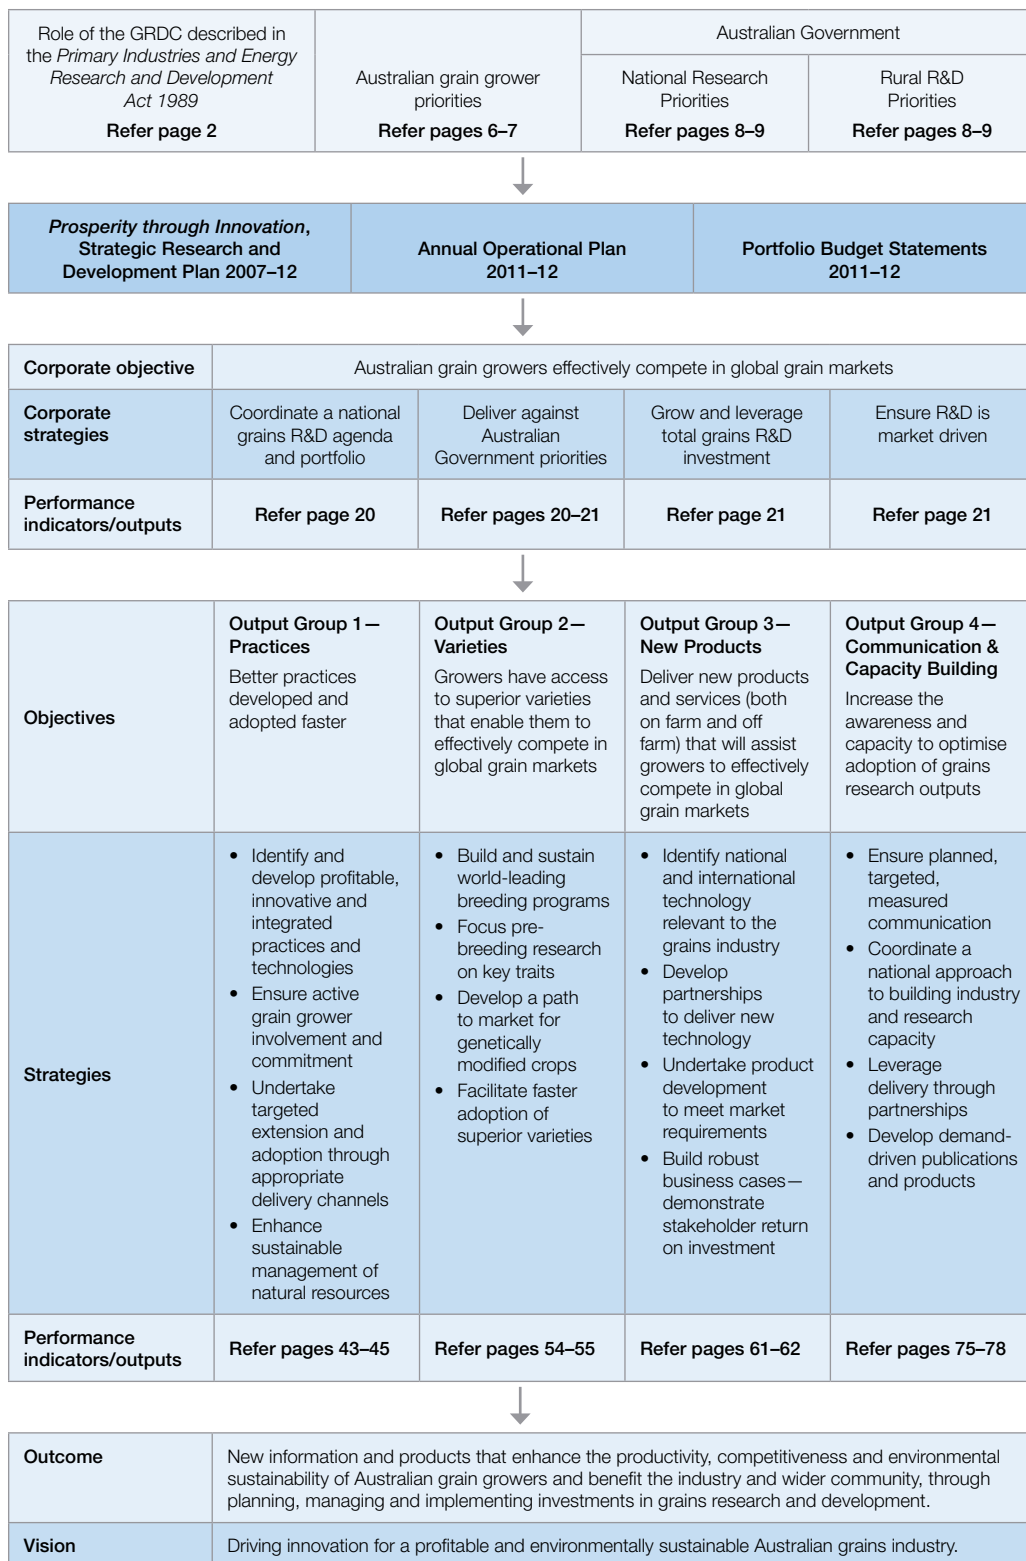 Role of the GRDC described in
the Primary Industries and Energy
Research and Development
Act 1989
Refer page 2
Australian grain grower
priorities
Refer pages 6–7
Australian Government
National Research
Priorities
Refer pages 8–9
Rural R&D
Priorities
Refer pages 8–9
Prosperity through Innovation,
Strategic Research and
Development Plan 2007–12
Annual Operational Plan
2011–12
Portfolio Budget Statements
2011–12
Corporate objective
Australian grain growers effectively compete in global grain markets
Corporate
strategies
Coordinate a national
grains R&D agenda
and portfolio
Deliver against
Australian
Government priorities
Grow and leverage
total grains R&D
investment
Ensure R&D is
market driven
Performance
indicators/outputs
Refer page 20
Refer pages 20–21
Refer page 21
Refer page 21
Objectives
Output Group 1—
Practices
Better practices
developed and
adopted faster
Output Group 2—
Varieties
Growers have access
to superior varieties
that enable them to
effectively compete in
global grain markets
Output Group 3—
New Products
Deliver new products
and services (both
on farm and off
farm) that will assist
growers to effectively
compete in global
grain markets
Output Group 4—
Communication &
Capacity Building
Increase the
awareness and
capacity to optimise
adoption of grains
research outputs
Strategies
• Identify and
develop profitable,
innovative and
integrated
practices and
technologies
• Ensure active
grain grower
involvement and
commitment
• Undertake
targeted
extension and
adoption through
appropriate
delivery channels
• Enhance
sustainable
management of
natural resources
• Build and sustain
world-leading
breeding programs
• Focus pre-
breeding research
on key traits
• Develop a path
to market for
genetically
modified crops
• Facilitate faster
adoption of
superior varieties
• Identify national
and international
technology
relevant to the
grains industry
• Develop
partnerships
to deliver new
technology
• Undertake product
development
to meet market
requirements
• Build robust
business cases—
demonstrate
stakeholder return
on investment
• Ensure planned,
targeted,
measured
communication
• Coordinate a
national approach
to building industry
and research
capacity
• Leverage
delivery through
partnerships
• Develop demand-
driven publications
and products
Performance
indicators/outputs
Refer pages 43–45
Refer pages 54–55
Refer pages 61–62
Refer pages 75–78
Outcome
New information and products that enhance the productivity, competitiveness and environmental
sustainability of Australian grain growers and benefit the industry and wider community, through
planning, managing and implementing investments in grains research and development.
Vision
Driving innovation for a profitable and environmentally sustainable Australian grains industry.